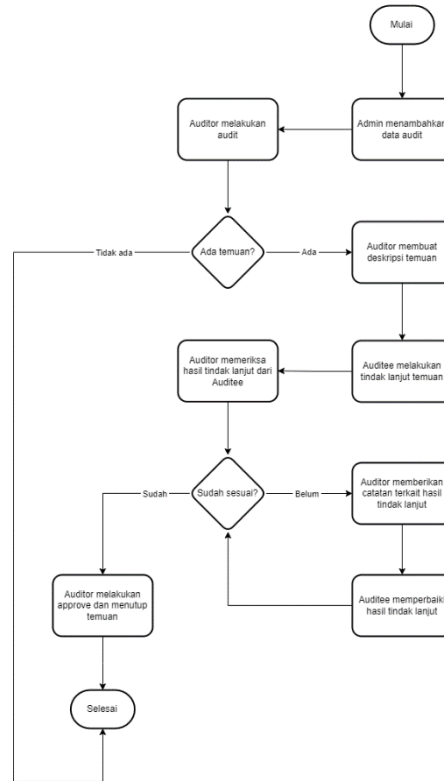 Mulai
Admin menambahkan
data audit
Auditor melakukan
audit
Ada temuan?
Tidak ada
Ada
Auditor membuat
deskripsi temuan
Auditee melakukan
tindak lanjut temuan
Auditor memeriksa
hasil tindak lanjut dari
Auditee
Sudah sesuai?
Sudah
Belum
Auditor memberikan
catatan terkait hasil
tindak lanjut
Auditee memperbaiki
hasil tindak lanjut
Auditor melakukan
approve dan menutup
temuan
Selesai